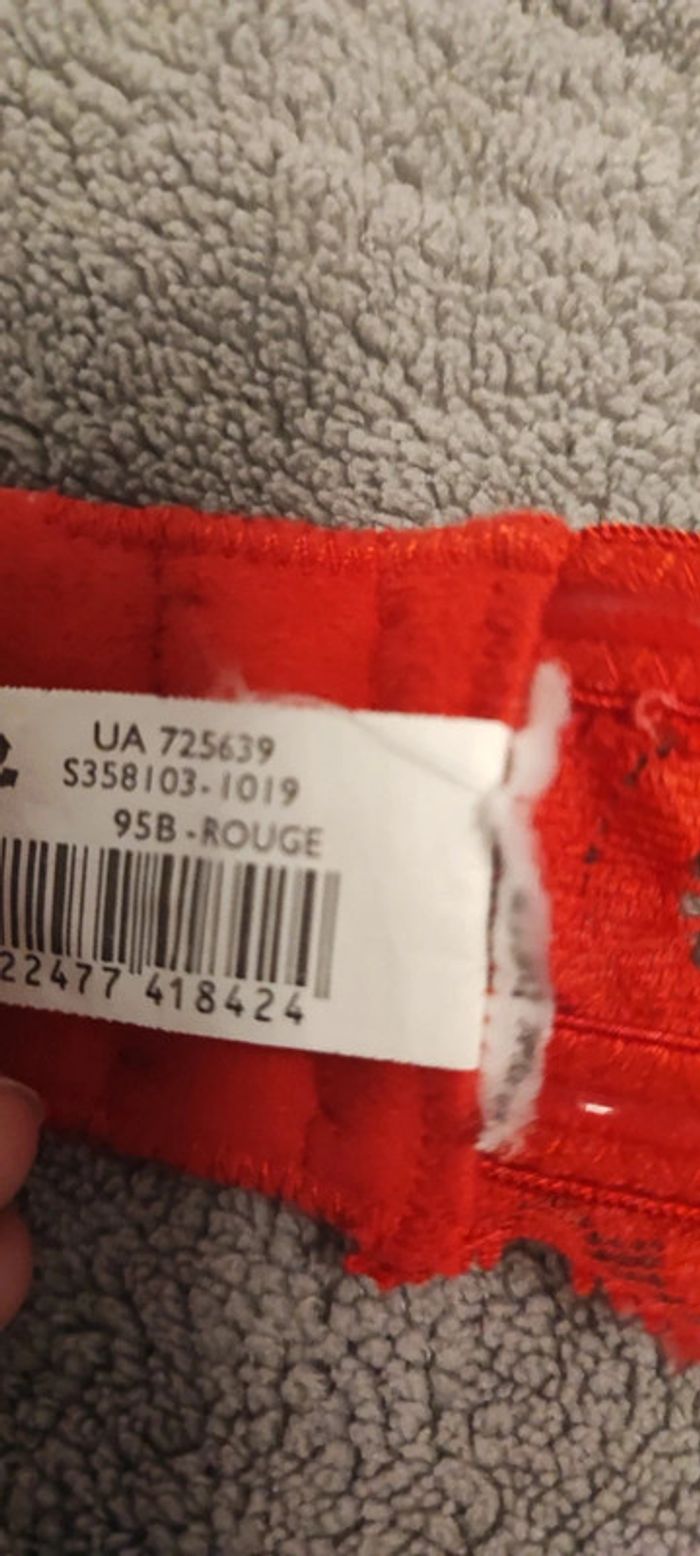 UA 725639
S358103-1019
95B-ROUGE
22477 418424